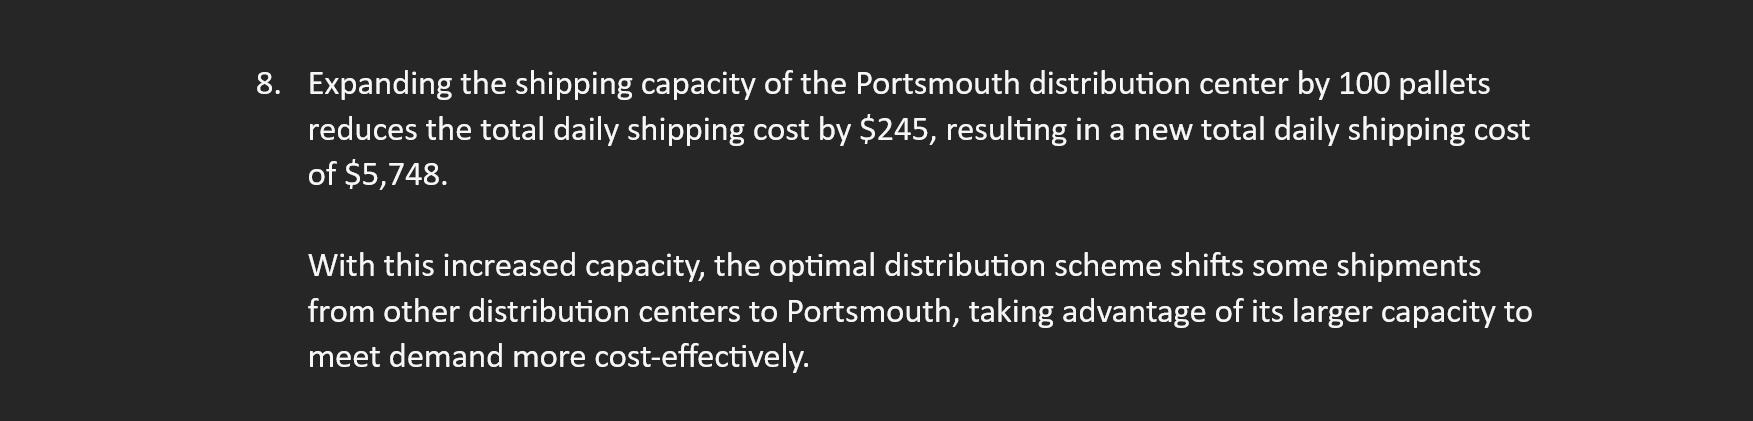 8. Expanding the shipping capacity of the Portsmouth distribution center by 100 pallets
reduces the total daily shipping cost by $245, resulting in a new total daily shipping cost
of $5,748.
With this increased capacity, the optimal distribution scheme shifts some shipments
from other distribution centers to Portsmouth, taking advantage of its larger capacity to
meet demand more cost-effectively.